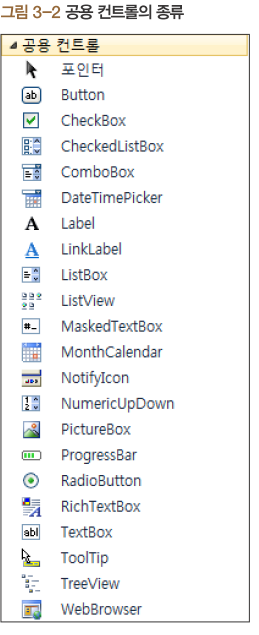 그림 3-2 공용 컨트롤의 종류
공용 컨트롤
포인터
ab Button
CheckBox
CheckedListBox
ComboBox
DateTimePicker
A Label
A LinkLabel
ListBox
ListView
#_ MaskedTextBox
MonthCalendar
NotifyIcon
NumericUpDown
PictureBox
ProgressBar
RadioButton
RichTextBox
abl TextBox
ToolTip
TreeView
WebBrowser